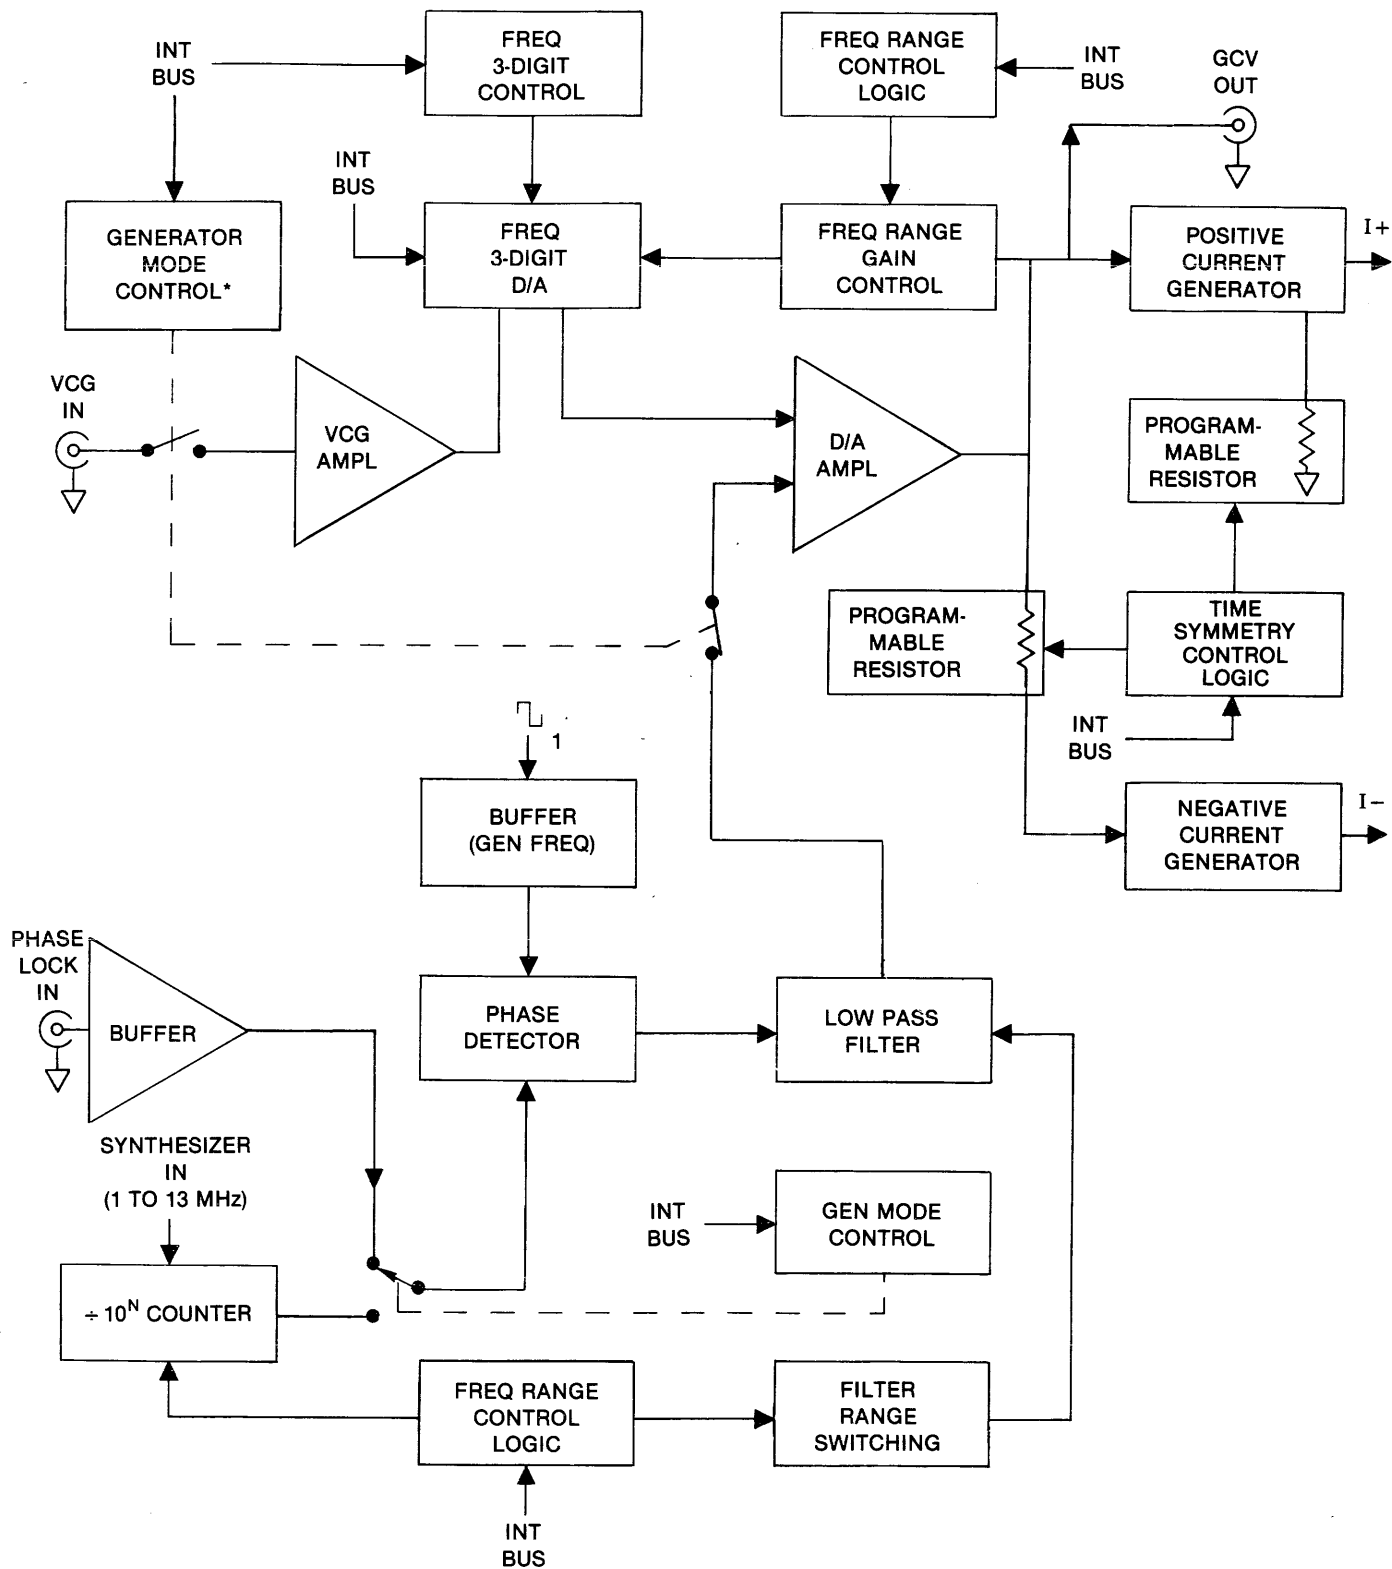 INT
BUS
FREQ
3-DIGIT
CONTROL
FREQ RANGE
CONTROL
LOGIC
INT
BUS
GCV
OUT
INT
BUS
GENERATOR
MODE
CONTROL*
FREQ
3-DIGIT
D/A
FREQ RANGE
GAIN
CONTROL
POSITIVE
CURRENT
GENERATOR
I+
VCG
IN
VCG
AMPL
D/A
AMPL
PROGRAM-
MABLE
RESISTOR
PROGRAM-
MABLE
RESISTOR
TIME
SYMMETRY
CONTROL
LOGIC
INT
BUS
1
BUFFER
(GEN FREQ)
NEGATIVE
CURRENT
GENERATOR
I−
PHASE
LOCK
IN
BUFFER
PHASE
DETECTOR
LOW PASS
FILTER
SYNTHESIZER
IN
(1 TO 13 MHz)
INT
BUS
GEN MODE
CONTROL
÷ 10^N COUNTER
FREQ RANGE
CONTROL
LOGIC
FILTER
RANGE
SWITCHING
INT
BUS